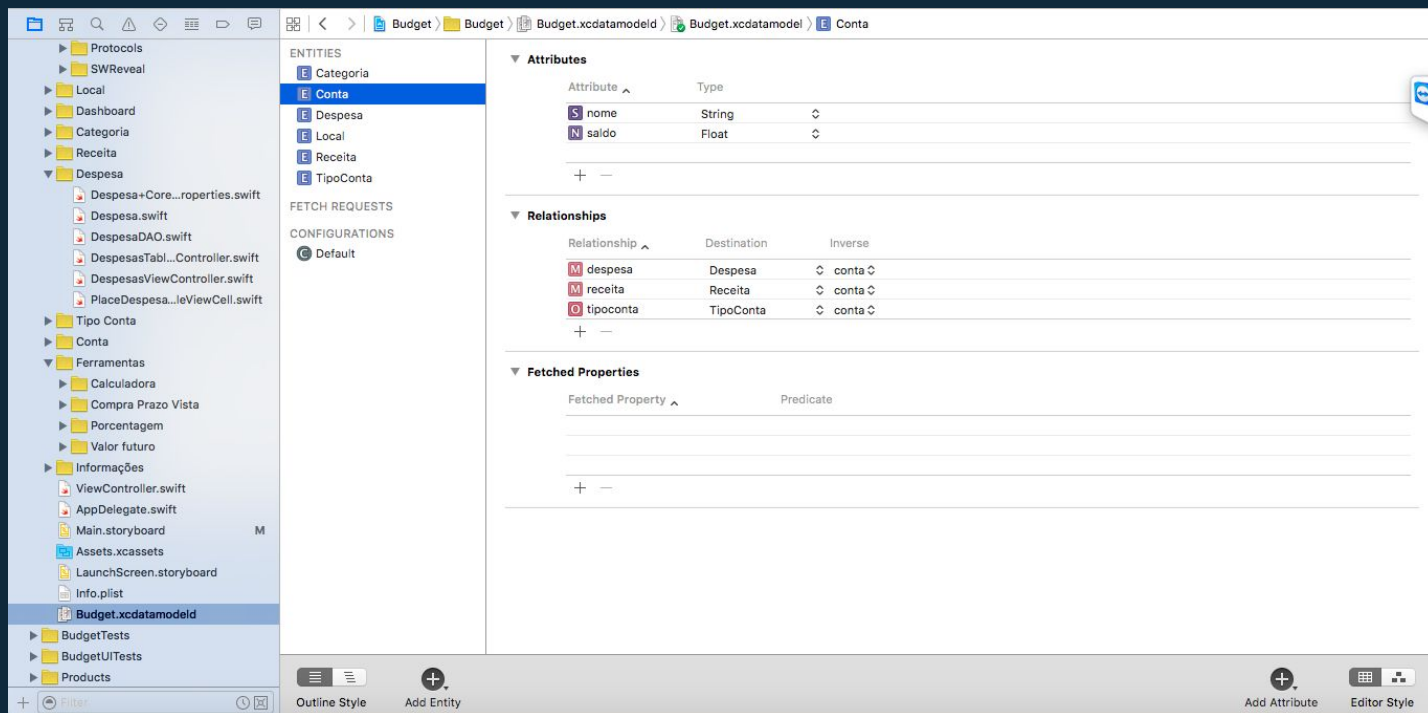 Budget Budget Budget.xcdatamodeld Budget.xcdatamodel E Conta
Protocols
SWReveal
Local
Dashboard
Categoria
Receita
Despesa
Despesa+Core...roperties.swift
Despesa.swift
DespesaDAO.swift
DespesasTabl...Controller.swift
DespesasViewController.swift
PlaceDespesa...leViewCell.swift
Tipo Conta
Conta
Ferramentas
Calculadora
Compra Prazo Vista
Porcentagem
Valor futuro
Informações
ViewController.swift
AppDelegate.swift
Main.storyboard M
Assets.xcassets
LaunchScreen.storyboard
Info.plist
Budget.xcdatamodeld
BudgetTests
BudgetUITests
Products
Filter
ENTITIES
E Categoria
E Conta
E Despesa
E Local
E Receita
E TipoConta
FETCH REQUESTS
CONFIGURATIONS
C Default
Attributes
Attribute Type
S nome String
N saldo Float
Relationships
Relationship Destination Inverse
M despesa Despesa conta
M receita Receita conta
O tipoconta TipoConta conta
Fetched Properties
Fetched Property Predicate
Outline Style Add Entity Add Attribute Editor Style